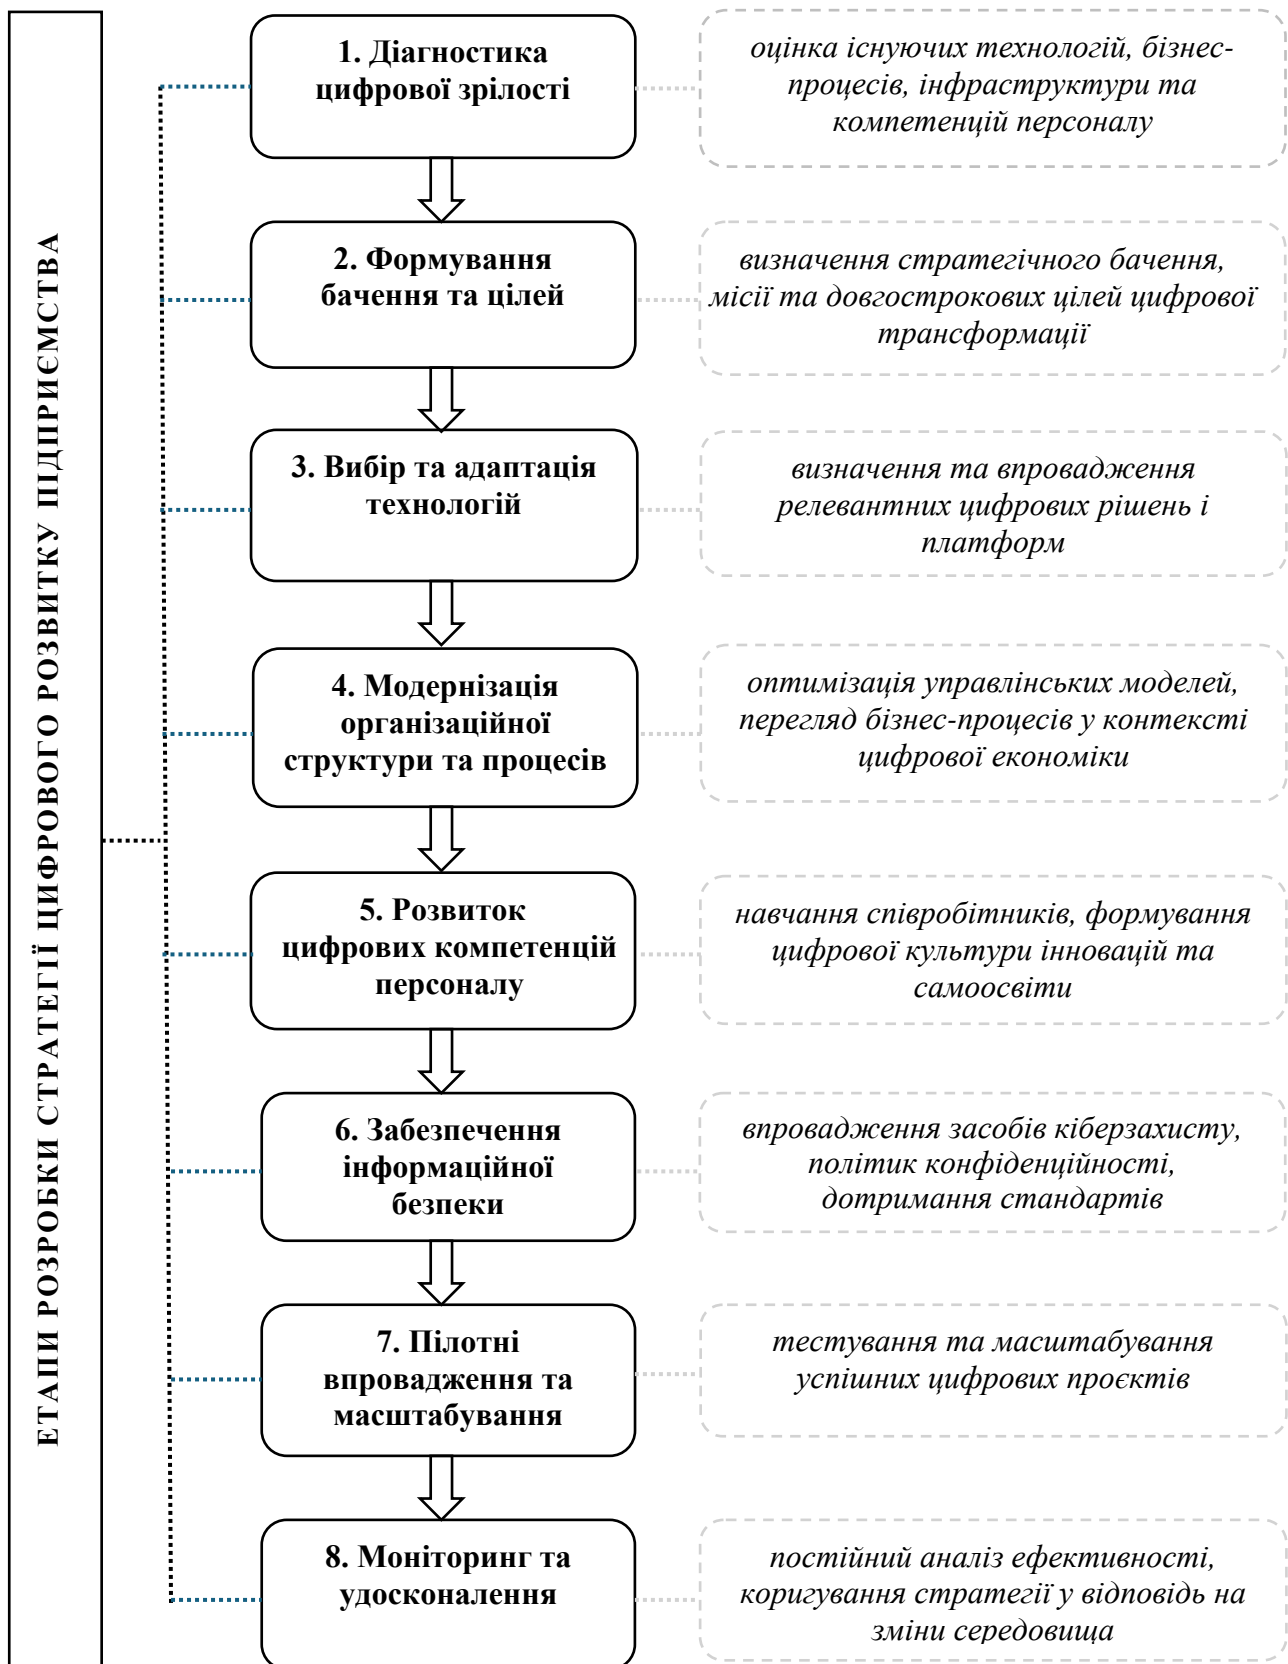 ЕТАПИ РОЗРОБКИ СТРАТЕГІЇ ЦИФРОВОГО РОЗВИТКУ ПІДПРИЄМСТВА
1. Діагностика
цифрової зрілості
оцінка існуючих технологій, бізнес-
процесів, інфраструктури та
компетенцій персоналу
2. Формування
бачення та цілей
визначення стратегічного бачення,
місії та довгострокових цілей цифрової
трансформації
3. Вибір та адаптація
технологій
визначення та впровадження
релевантних цифрових рішень і
платформ
4. Модернізація
організаційної
структури та процесів
оптимізація управлінських моделей,
перегляд бізнес-процесів у контексті
цифрової економіки
5. Розвиток
цифрових компетенцій
персоналу
навчання співробітників, формування
цифрової культури інновацій та
самоосвіти
6. Забезпечення
інформаційної
безпеки
впровадження засобів кіберзахисту,
політик конфіденційності,
дотримання стандартів
7. Пілотні
впровадження та
масштабування
тестування та масштабування
успішних цифрових проєктів
8. Моніторинг та
удосконалення
постійний аналіз ефективності,
коригування стратегії у відповідь на
зміни середовища